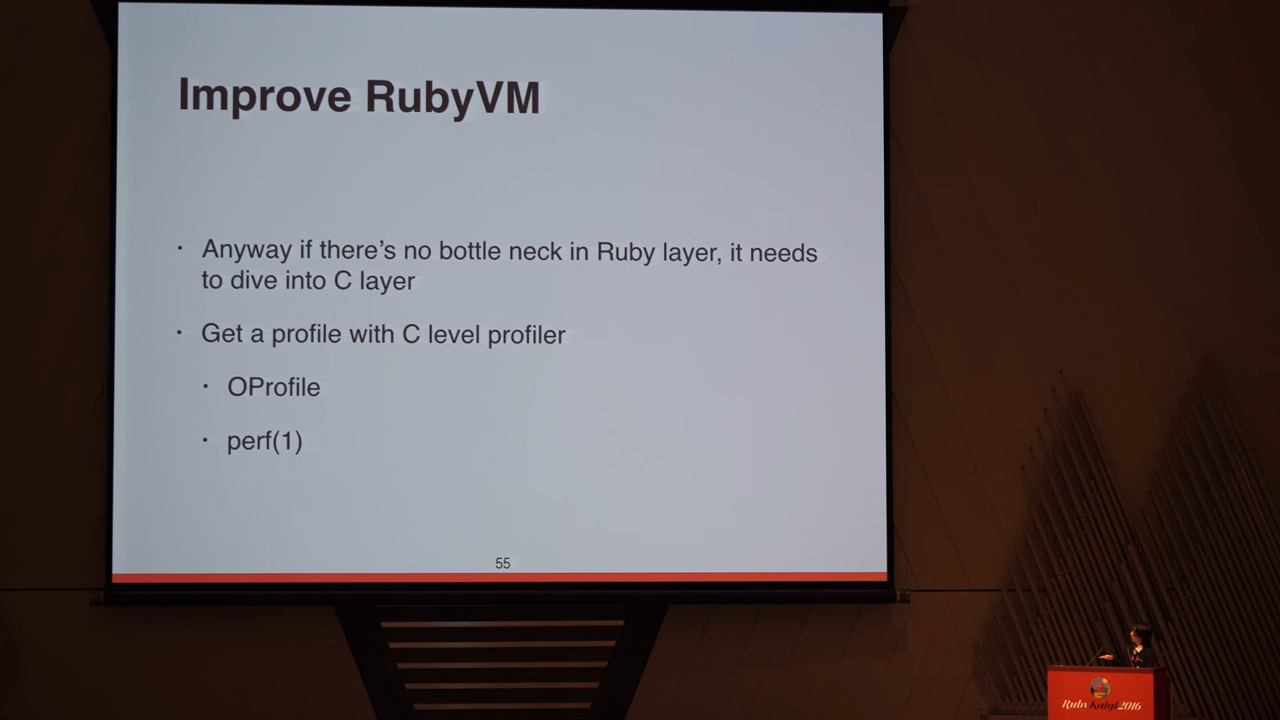 Improve RubyVM
· Anyway if there's no bottle neck in Ruby layer, it needs
to dive into C layer
· Get a profile with C level profiler
· OProfile
· perf(1)
55
RubyKaigi 2016